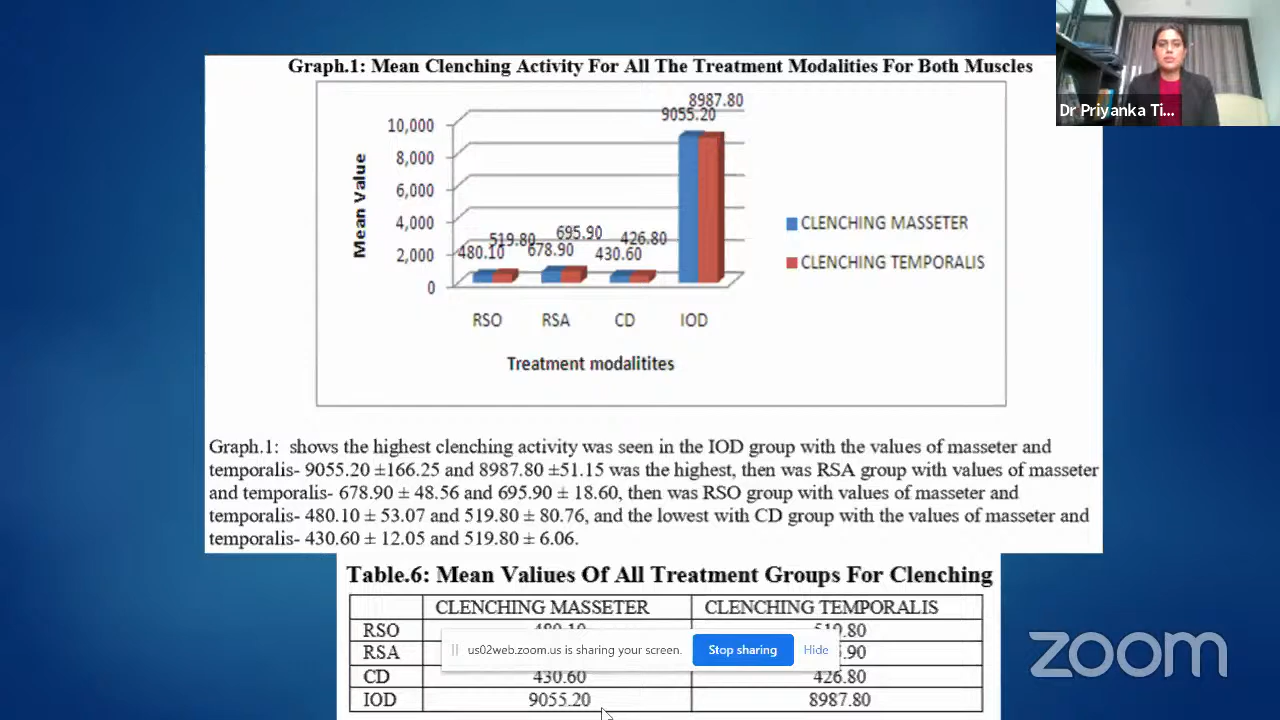 Graph.1: Mean Clenching Activity For All The Treatment Modalities For Both Muscles
Dr Priyanka Ti...
8987.80
9055.20
10,000
8,000
6,000
4,000
2,000
0
Mean Value
480.10
519.80
678.90
695.90
430.60
426.80
CLENCHING MASSETER
CLENCHING TEMPORALIS
RSO RSA CD IOD
Treatment modalitites
Graph.1: shows the highest clenching activity was seen in the IOD group with the values of masseter and
temporalis- 9055.20 ±166.25 and 8987.80 ±51.15 was the highest, then was RSA group with values of masseter
and temporalis- 678.90 ± 48.56 and 695.90 ± 18.60, then was RSO group with values of masseter and
temporalis- 480.10 ± 53.07 and 519.80 ± 80.76, and the lowest with CD group with the values of masseter and
temporalis- 430.60 ± 12.05 and 519.80 ± 6.06.
Table.6: Mean Valiues Of All Treatment Groups For Clenching
CLENCHING MASSETER CLENCHING TEMPORALIS
RSO 480.10 519.80
RSA .90
us02web.zoom.us is sharing your screen. Stop sharing Hide
CD 430.60 426.80
IOD 9055.20 8987.80
zoom